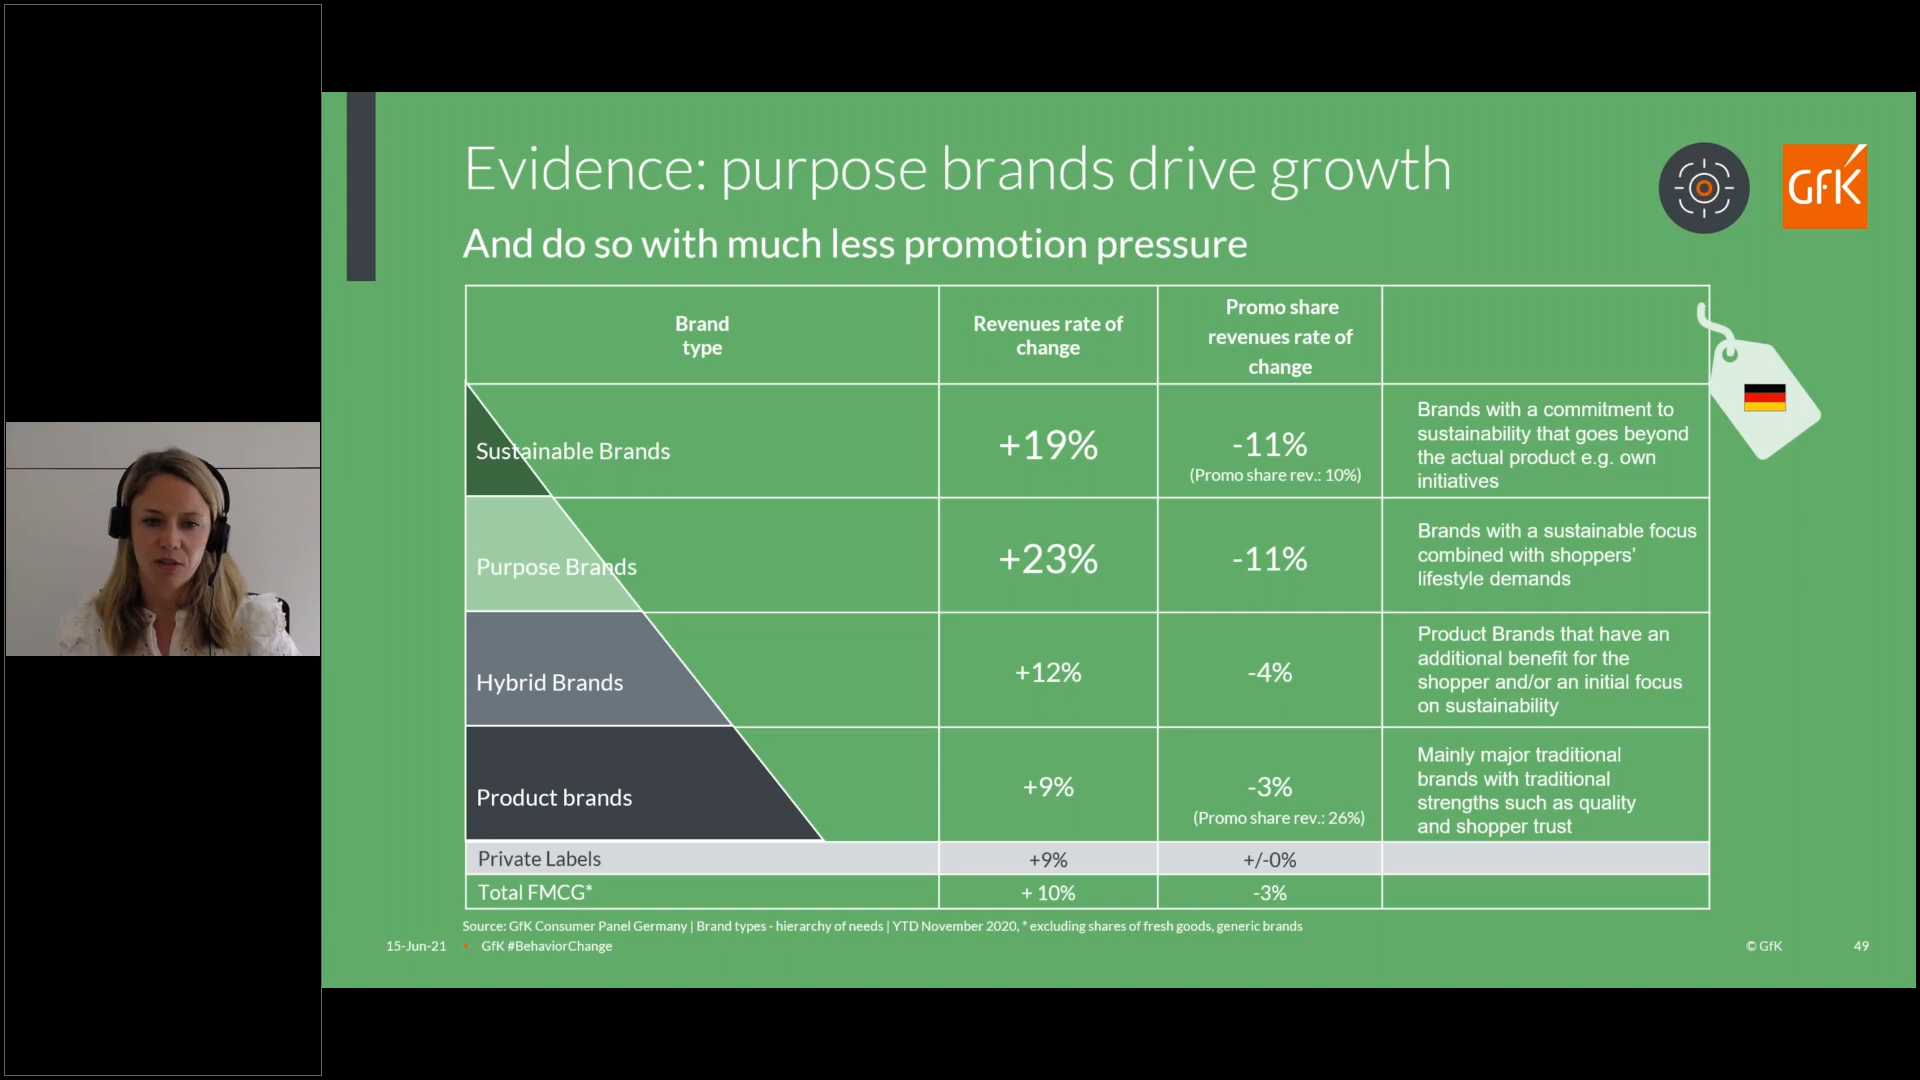 Evidence: purpose brands drive growth
GfK
And do so with much less promotion pressure
Brand
type
Revenues rate of
change
Promo share
revenues rate of
change
Sustainable Brands
+19%
-11%
(Promo share rev.: 10%)
Brands with a commitment to
sustainability that goes beyond
the actual product e.g. own
initiatives
Purpose Brands
+23%
-11%
Brands with a sustainable focus
combined with shoppers'
lifestyle demands
Hybrid Brands
+12%
-4%
Product Brands that have an
additional benefit for the
shopper and/or an initial focus
on sustainability
Product brands
+9%
-3%
(Promo share rev.: 26%)
Mainly major traditional
brands with traditional
strengths such as quality
and shopper trust
Private Labels
+9%
+/-0%
Total FMCG*
+ 10%
-3%
Source: GfK Consumer Panel Germany | Brand types - hierarchy of needs | YTD November 2020, * excluding shares of fresh goods, generic brands
15-Jun-21 • GfK #BehaviorChange
© GfK
49